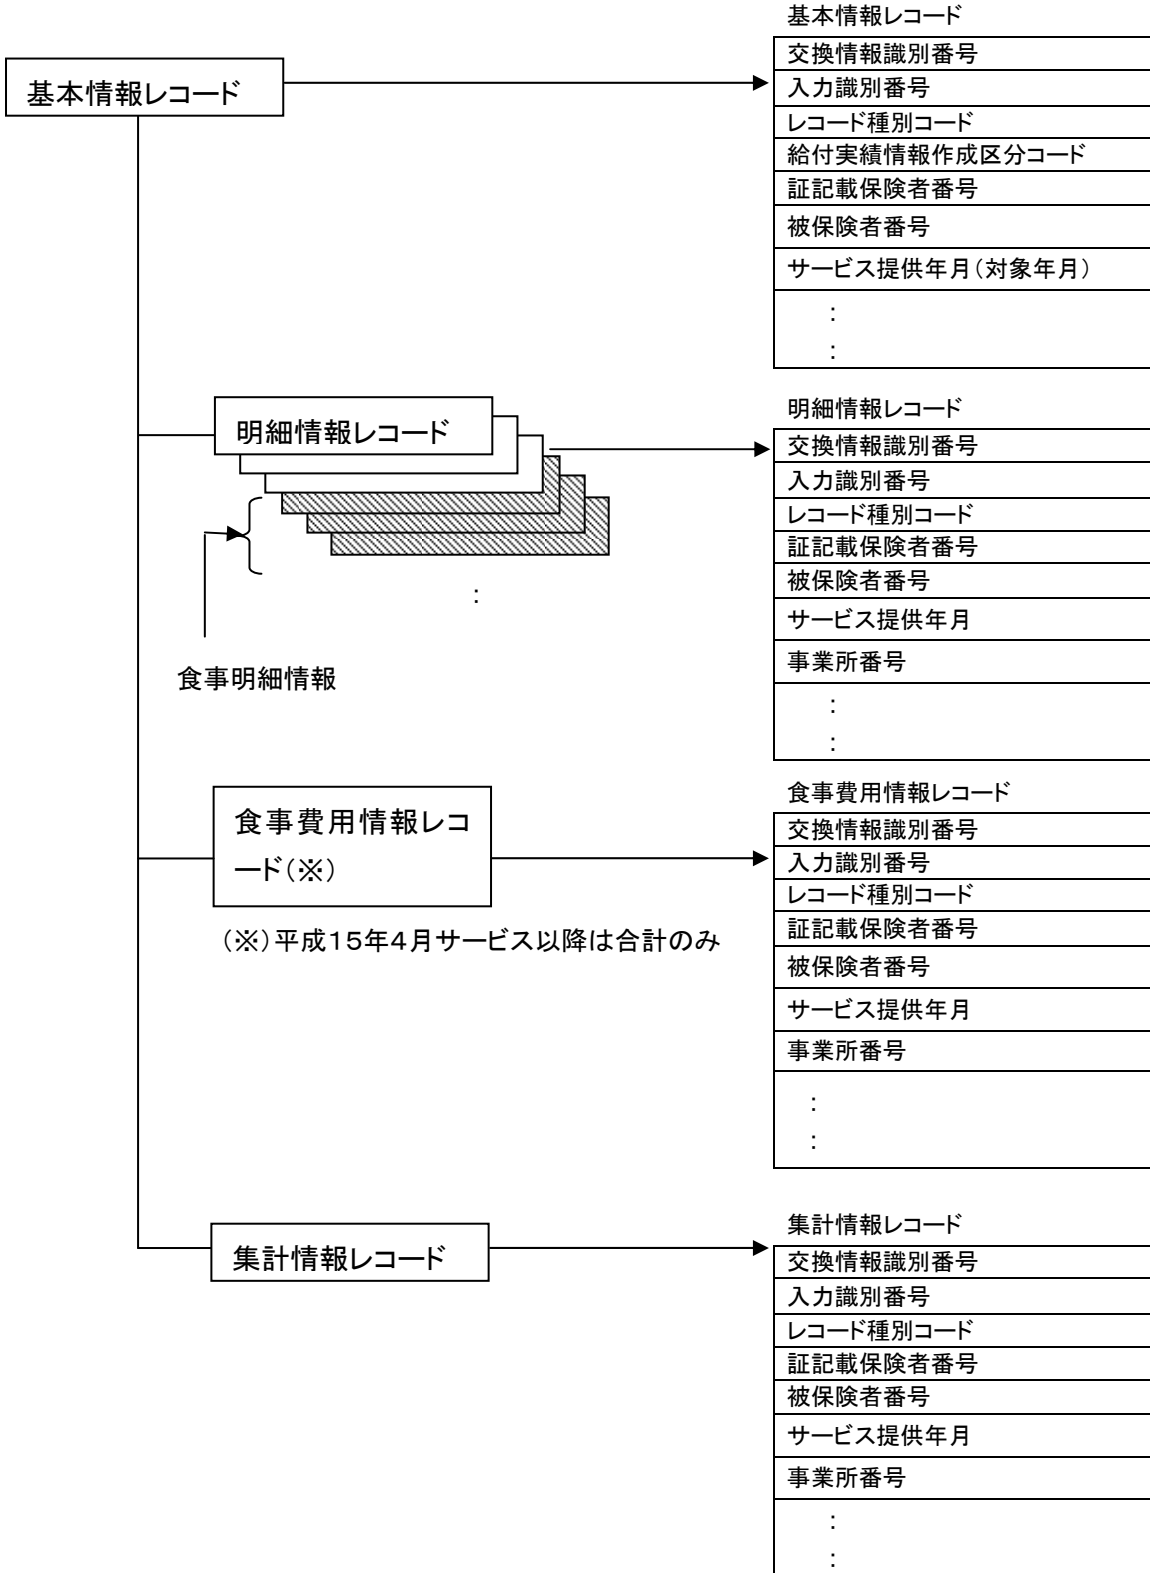 基本情報レコード
基本情報レコード
交換情報識別番号
入力識別番号
レコード種別コード
給付実績情報作成区分コード
証記載保険者番号
被保険者番号
サービス提供年月(対象年月)
:
:
明細情報レコード
食事明細情報
:
明細情報レコード
交換情報識別番号
入力識別番号
レコード種別コード
証記載保険者番号
被保険者番号
サービス提供年月
事業所番号
:
:
食事費用情報レコ
ード(※)
(※)平成15年4月サービス以降は合計のみ
食事費用情報レコード
交換情報識別番号
入力識別番号
レコード種別コード
証記載保険者番号
被保険者番号
サービス提供年月
事業所番号
:
:
集計情報レコード
集計情報レコード
交換情報識別番号
入力識別番号
レコード種別コード
証記載保険者番号
被保険者番号
サービス提供年月
事業所番号
:
: